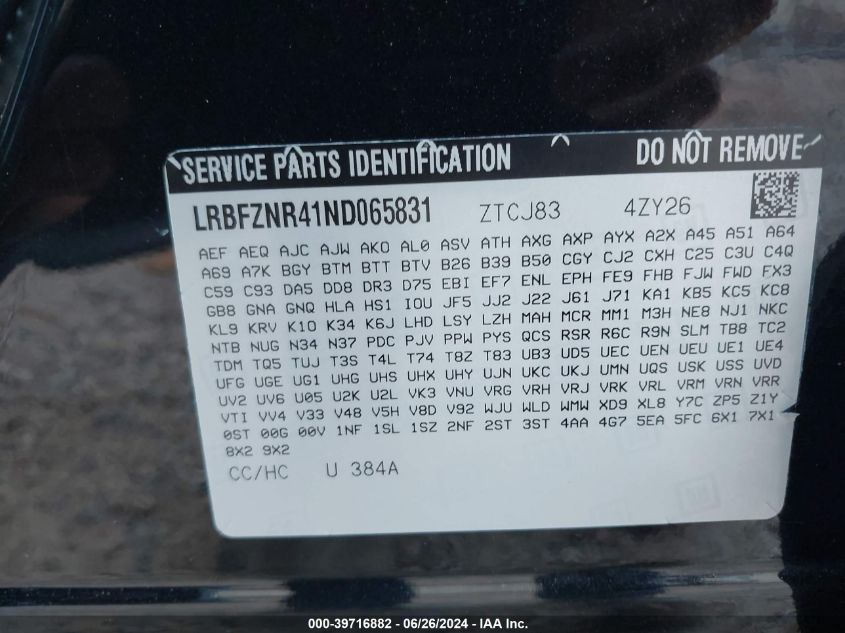 SERVICE PARTS IDENTIFICATION DO NOT REMOVE
LRBFZNR41ND065831 ZTCJ83 4ZY26
AEF AEQ AJC AJW AKO AL0 ASV ATH AXG AXP AYX A2X A45 A51 A64
A69 A7K BGY BTM BTT BTV B26 B39 B50 CGY CJ2 CXH C25 C3U C4Q
C59 C93 DA5 DD8 DR3 D75 EBI EF7 ENL EPH FE9 FHB FJW FWD FX3
GB8 GNA GNQ HLA HS1 IOU JF5 JJ2 J22 J61 J71 KA1 KB5 KC5 KC8
KL9 KRV K10 K34 K6J LHD LSY LZH MAH MCR MM1 M3H NE8 NJ1 NKC
NTB NUG N34 N37 PDC PJV PPW PYS QCS RSR R6C R9N SLM TB8 TC2
TDM TQ5 TUJ T3S T4L T74 T8Z T83 UB3 UD5 UEC UEN UEU UE1 UE4
UFG UGE UG1 UHG UHS UHX UHY UJN UKC UKJ UMN UQS USK USS UVD
UV2 UV6 U05 U2K U2L VK3 VNU VRG VRH VRJ VRK VRL VRM VRN VRR
VTI VV4 V33 V48 V5H V8D V92 WJU WLD WMW XD9 XL8 Y7C ZP5 Z1Y
0ST 00G 00V 1NF 1SL 1SZ 2NF 2ST 3ST 4AA 4G7 5EA 5FC 6X1 7X1
8X2 9X2
CC/HC U 384A
000-39716882 - 06/26/2024 - IAA Inc.